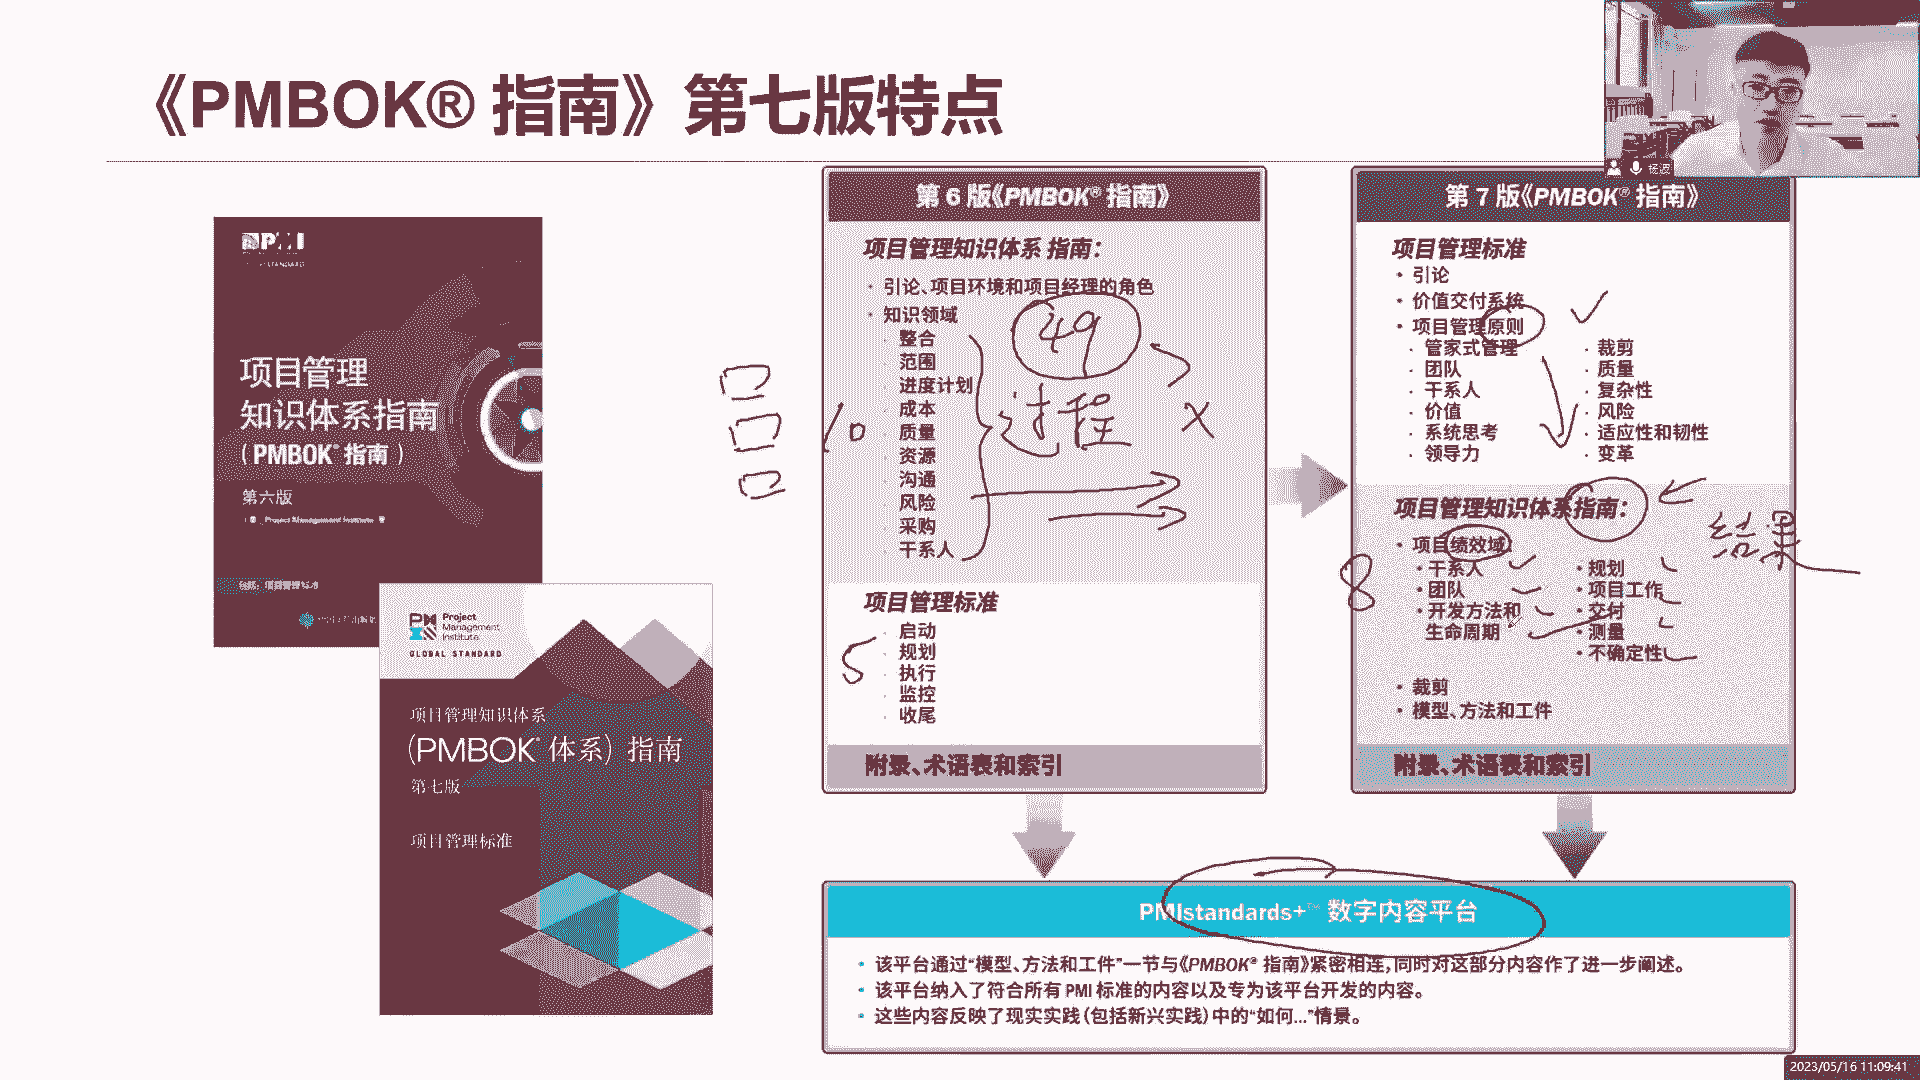 《PMBOK® 指南》第七版特点
杨波
PMI
项目管理
知识体系指南
（PMBOK® 指南）
第六版
Project Management Institute
PM Project
Management
Institute
GLOBAL STANDARD
项目管理知识体系
（PMBOK® 体系）指南
第七版
项目管理标准
第 6 版《PMBOK® 指南》
项目管理知识体系 指南：
• 引论、项目环境和项目经理的角色
• 知识领域
· 整合
· 范围
· 进度计划
· 成本
· 质量
· 资源
· 沟通
· 风险
· 采购
· 干系人
10
49
过程
X
项目管理标准
· 启动
· 规划
· 执行
· 监控
· 收尾
5
附录、术语表和索引
第 7 版《PMBOK® 指南》
项目管理标准
• 引论
• 价值交付系统
• 项目管理原则
· 管家式管理
· 团队
· 干系人
· 价值
· 系统思考
· 领导力
· 裁剪
· 质量
· 复杂性
· 风险
· 适应性和韧性
· 变革
项目管理知识体系指南：
• 项目绩效域
• 干系人
• 团队
• 开发方法和
生命周期
• 规划
• 项目工作
• 交付
• 测量
• 不确定性
8
结果
• 裁剪
• 模型、方法和工件
附录、术语表和索引
PMIstandards+™ 数字内容平台
• 该平台通过“模型、方法和工件”一节与《PMBOK® 指南》紧密相连，同时对这部分内容作了进一步阐述。
• 该平台纳入了符合所有 PMI 标准的内容以及专为该平台开发的内容。
• 这些内容反映了现实实践（包括新兴实践）中的“如何...”情景。
2023/05/16 11:09:41